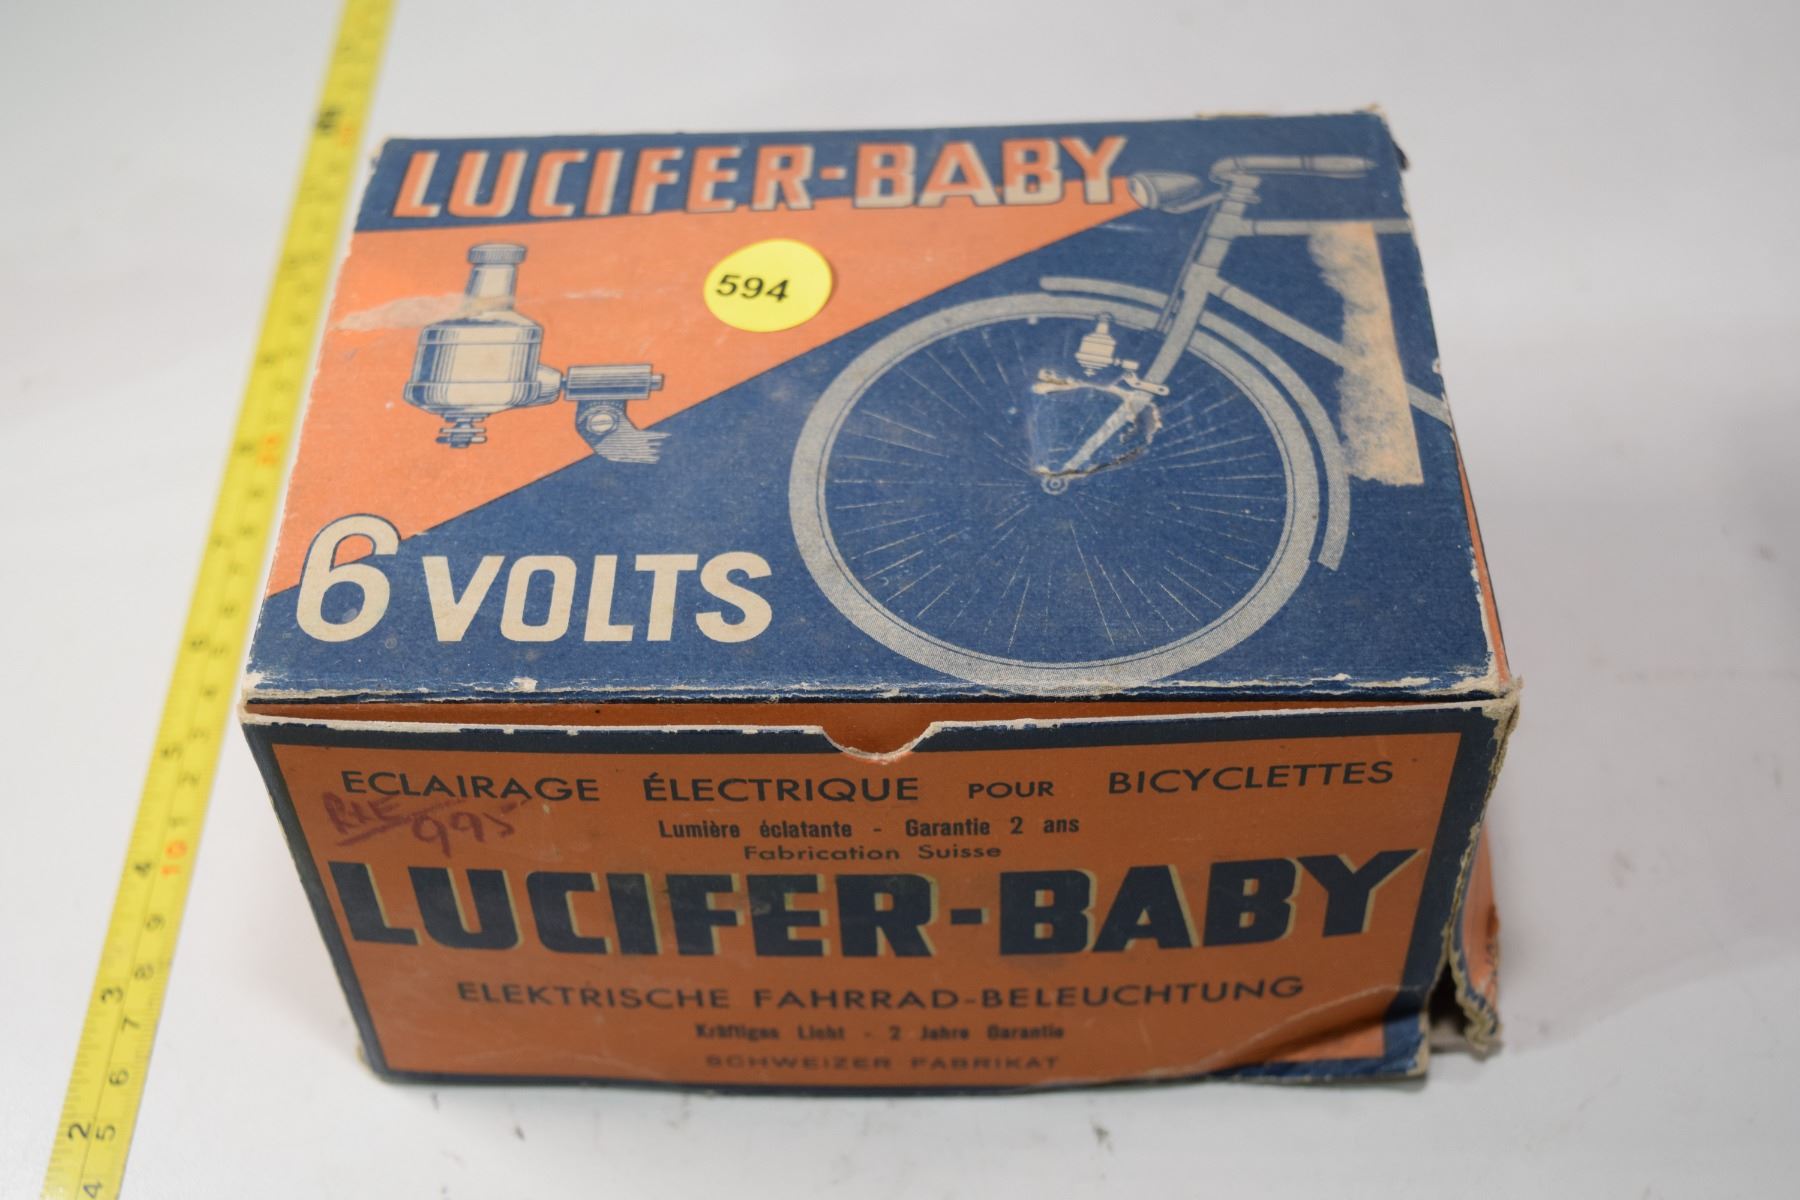 LUCIFER-BABY
594
6 VOLTS
ECLAIRAGE ÉLECTRIQUE POUR BICYCLETTES
Lumière éclatante - Garantie 2 ans
Fabrication Suisse
995
LUCIFER-BABY
ELEKTRISCHE FAHRRAD-BELEUCHTUNG
Kräftiges Licht - 2 Jahre Garantie
SCHWEIZER FABRIKAT